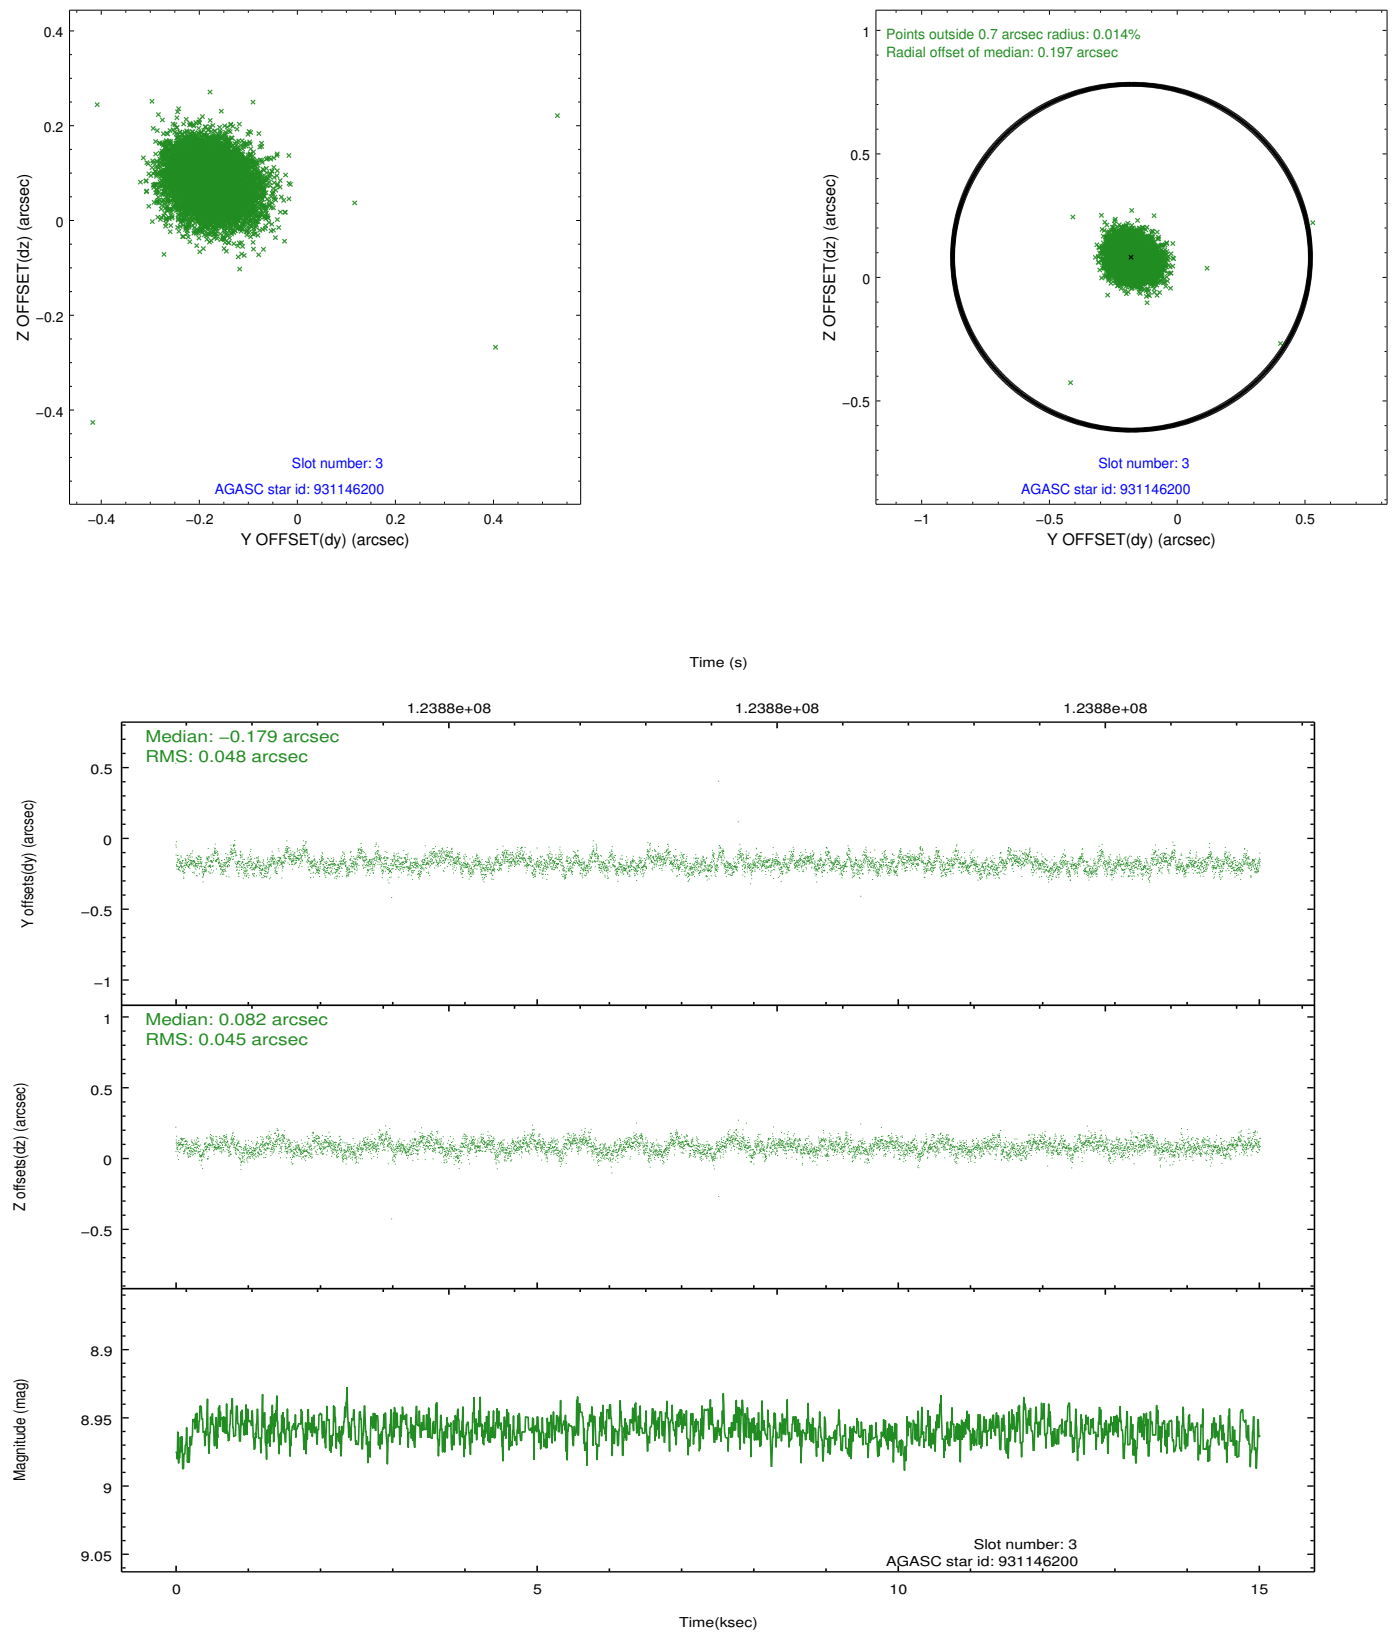 0.4
0.2
0
−0.2
−0.4
Z OFFSET(dz) (arcsec)
Slot number: 3
AGASC star id: 931146200
−0.4
−0.2
0
0.2
0.4
Y OFFSET(dy) (arcsec)
Points outside 0.7 arcsec radius: 0.014%
Radial offset of median: 0.197 arcsec
1
0.5
0
−0.5
Z OFFSET(dz) (arcsec)
Slot number: 3
AGASC star id: 931146200
−1
−0.5
0
0.5
Y OFFSET(dy) (arcsec)
Time (s)
1.2388e+08
1.2388e+08
1.2388e+08
Median: −0.179 arcsec
RMS: 0.048 arcsec
0.5
0
−0.5
−1
Y offsets(dy) (arcsec)
Median: 0.082 arcsec
RMS: 0.045 arcsec
1
0.5
0
−0.5
Z offsets(dz) (arcsec)
8.9
8.95
9
9.05
Magnitude (mag)
Slot number: 3
AGASC star id: 931146200
0
5
10
15
Time(ksec)